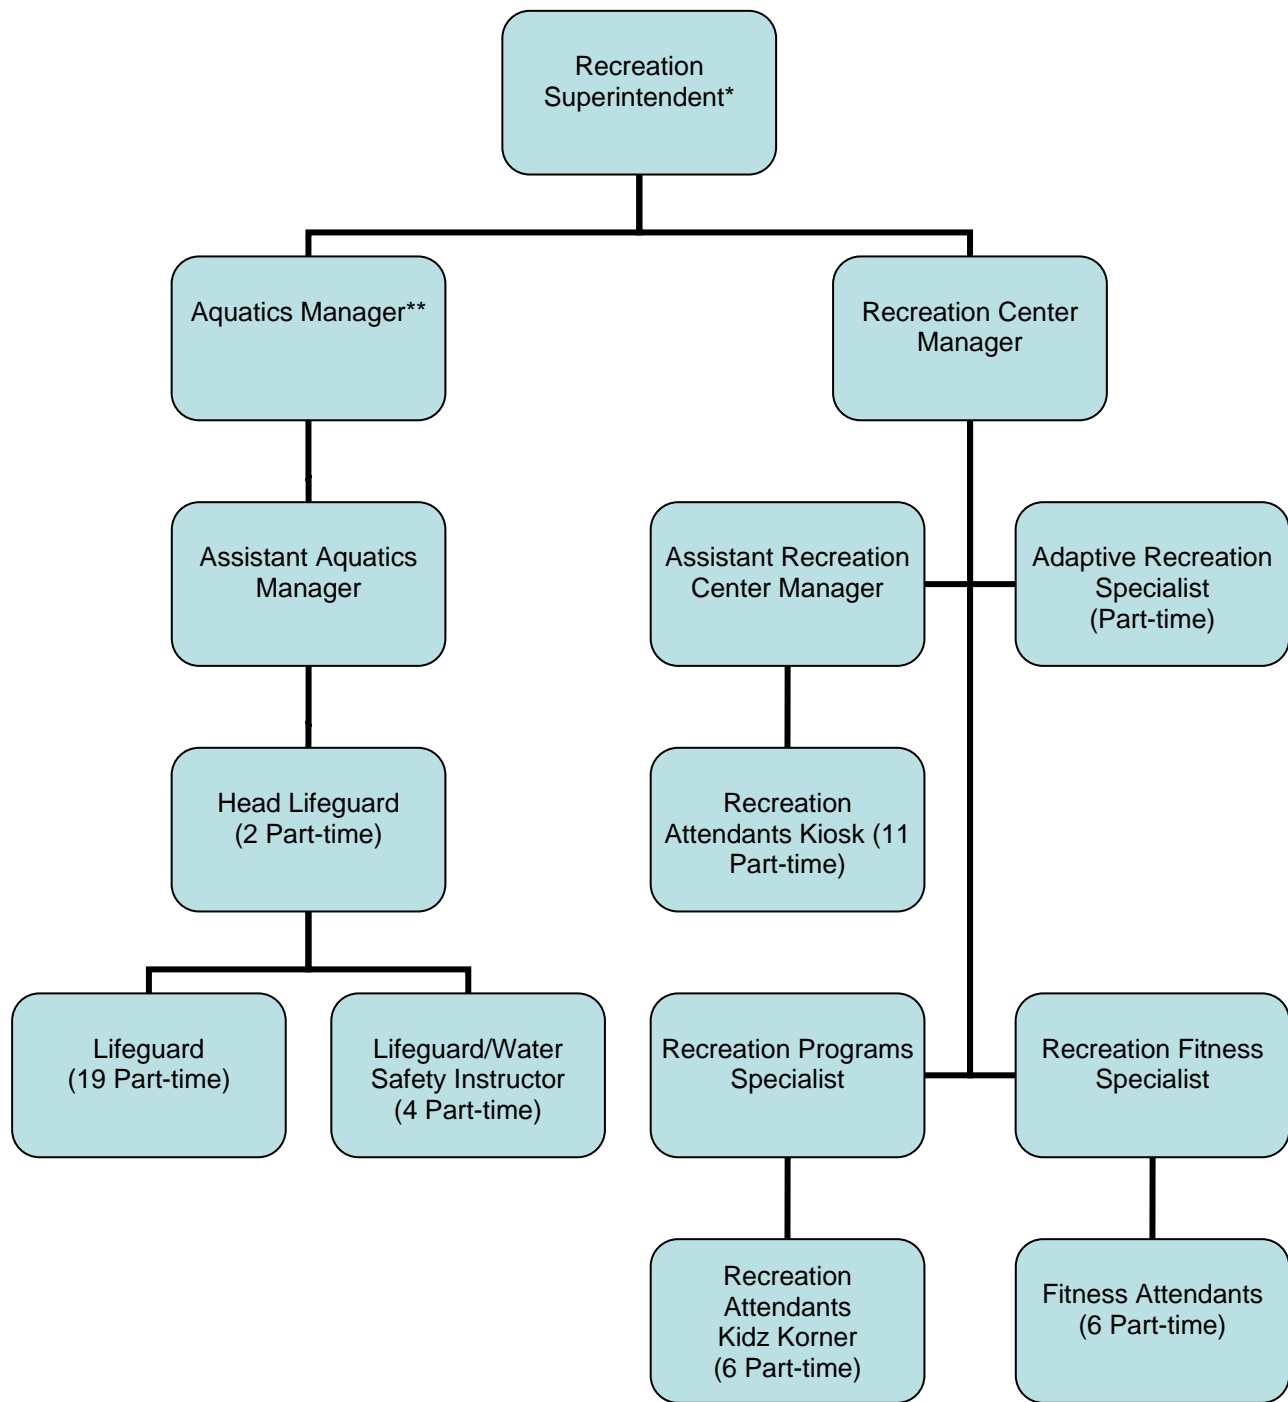 Recreation
Superintendent*
Aquatics Manager**
Recreation Center
Manager
Assistant Aquatics
Manager
Assistant Recreation
Center Manager
Adaptive Recreation
Specialist
(Part-time)
Head Lifeguard
(2 Part-time)
Recreation
Attendants Kiosk (11
Part-time)
Lifeguard
(19 Part-time)
Lifeguard/Water
Safety Instructor
(4 Part-time)
Recreation Programs
Specialist
Recreation Fitness
Specialist
Recreation
Attendants
Kidz Korner
(6 Part-time)
Fitness Attendants
(6 Part-time)